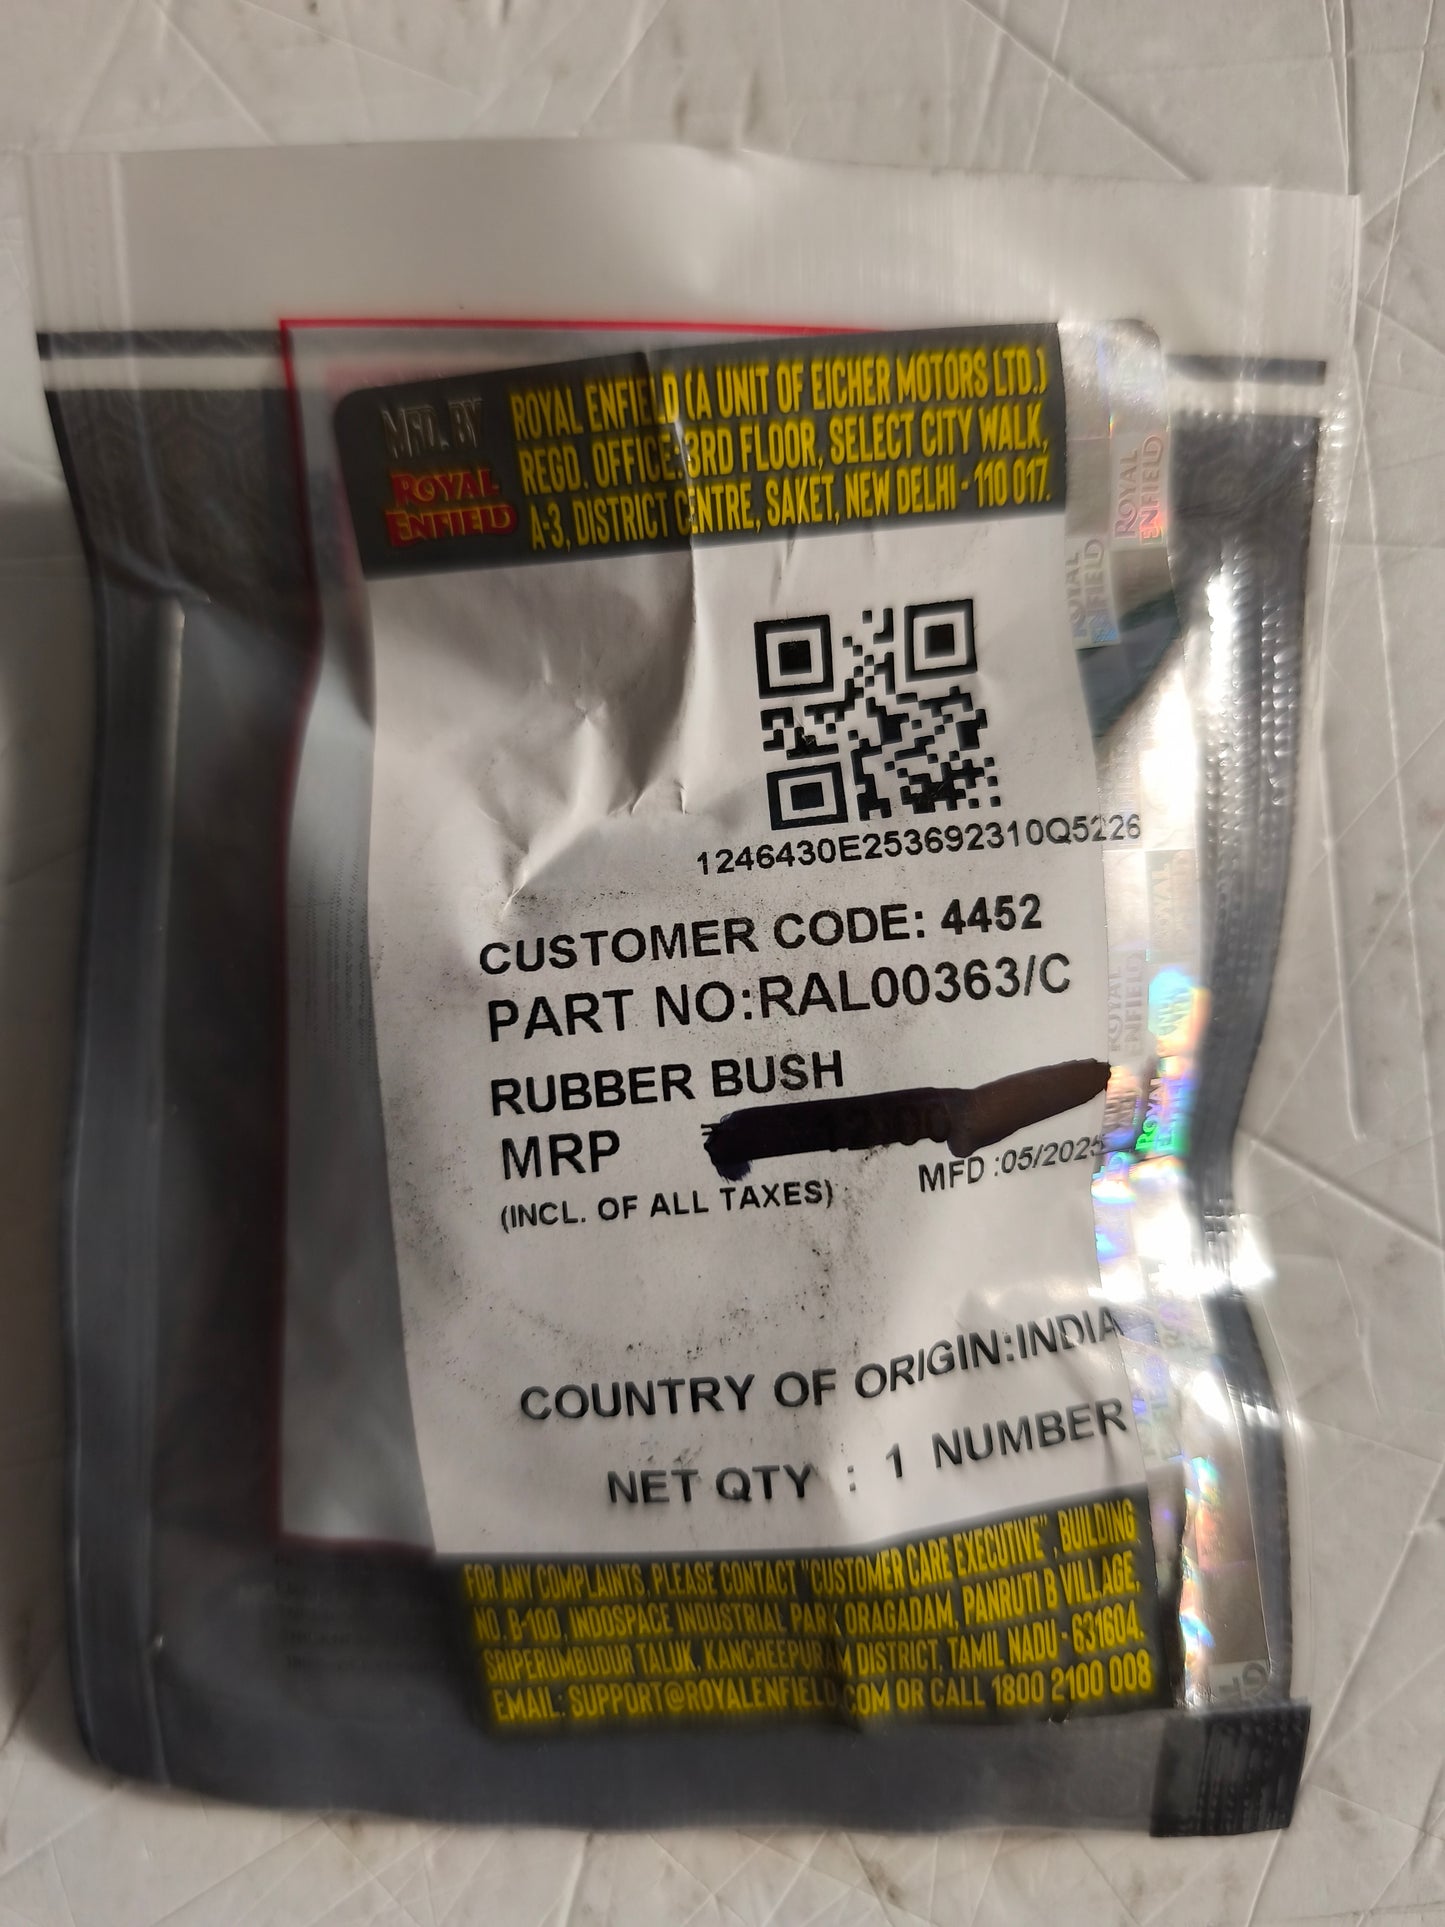 MFD. BY
ROYAL
ENFIELD
ROYAL ENFIELD (A UNIT OF EICHER MOTORS LTD.)
REGD. OFFICE: 3RD FLOOR, SELECT CITY WALK,
A-3, DISTRICT CENTRE, SAKET, NEW DELHI - 110 017.
ROYAL
ENFIELD
ROYAL
ENFIELD
1246430E253692310Q5226
CUSTOMER CODE: 4452
PART NO:RAL00363/C
RUBBER BUSH
MRP
(INCL. OF ALL TAXES)
MFD :05/2025
COUNTRY OF ORIGIN:INDIA
NET QTY : 1 NUMBER
FOR ANY COMPLAINTS, PLEASE CONTACT "CUSTOMER CARE EXECUTIVE", BUILDING
NO. B-100, INDOSPACE INDUSTRIAL PARK, ORAGADAM, PANRUTI B VILLAGE,
SRIPERUMBUDUR TALUK, KANCHEEPURAM DISTRICT, TAMIL NADU - 631604.
EMAIL: SUPPORT@ROYALENFIELD.COM OR CALL 1800 2100 008